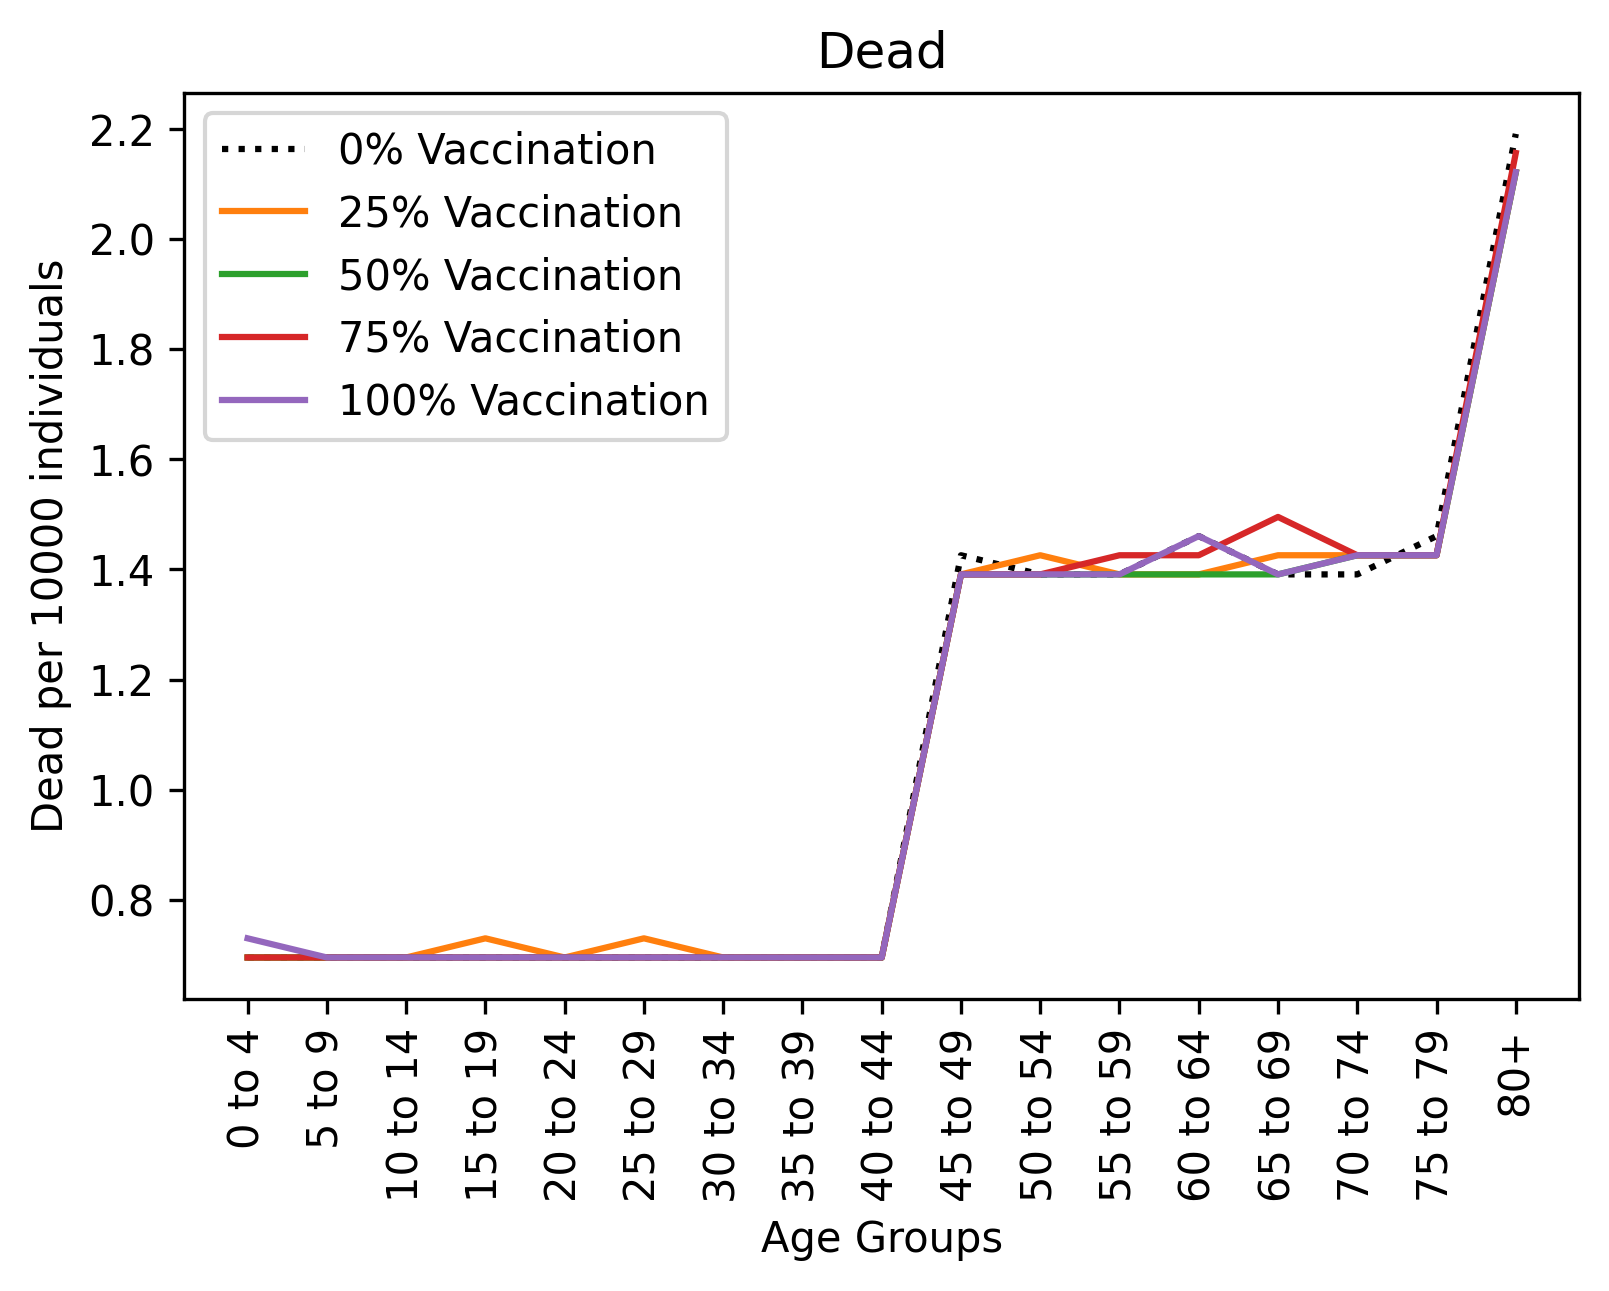 Dead
Dead per 10000 individuals
2.2
2.0
1.8
1.6
1.4
1.2
1.0
0.8
0% Vaccination
25% Vaccination
50% Vaccination
75% Vaccination
100% Vaccination
0 to 4
5 to 9
10 to 14
15 to 19
20 to 24
25 to 29
30 to 34
35 to 39
40 to 44
45 to 49
50 to 54
55 to 59
60 to 64
65 to 69
70 to 74
75 to 79
80+
Age Groups